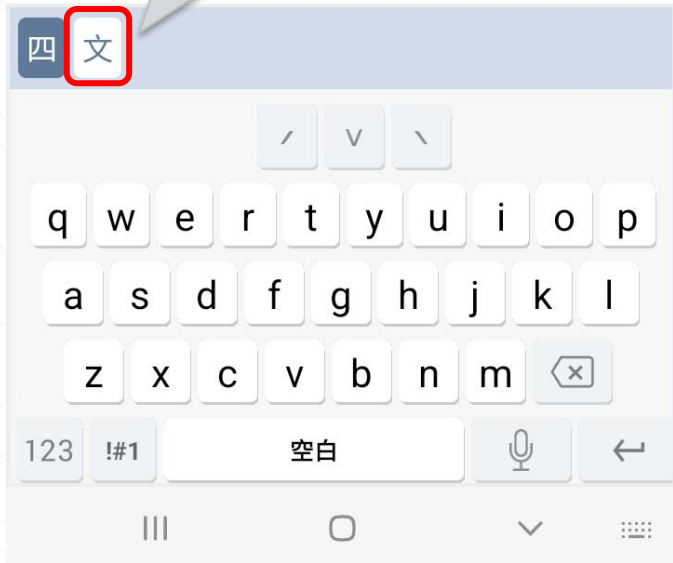 四 文
ˊ ˇ ˋ
q w e r t y u i o p
a s d f g h j k l
z x c v b n m
123 !#1 空白